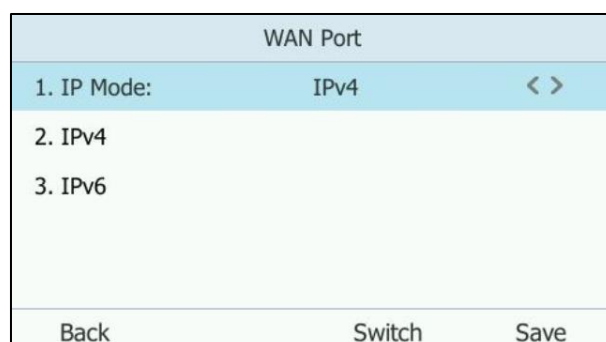 WAN Port
1. IP Mode: IPv4 < >
2. IPv4
3. IPv6
Back Switch Save